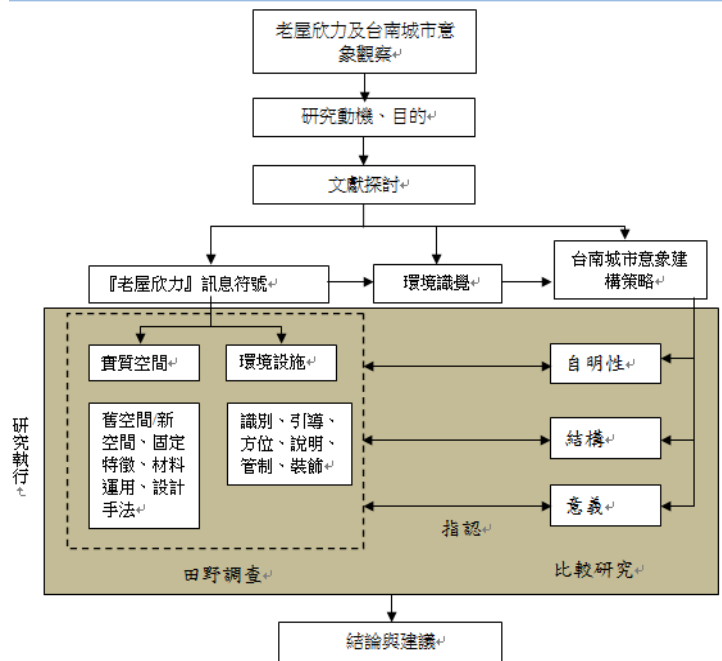 老屋欣力及台南城市意
象觀察
研究動機、目的
文獻探討
『老屋欣力』訊息符號
環境識覺
台南城市意象建
構策略
實質空間
環境設施
自明性
舊空間/新
空間、固定
特徵、材料
運用、設計
手法
識別、引導、
方位、說明、
管制、裝飾
結構
意義
研究執行
指認
田野調查
比較研究
結論與建議